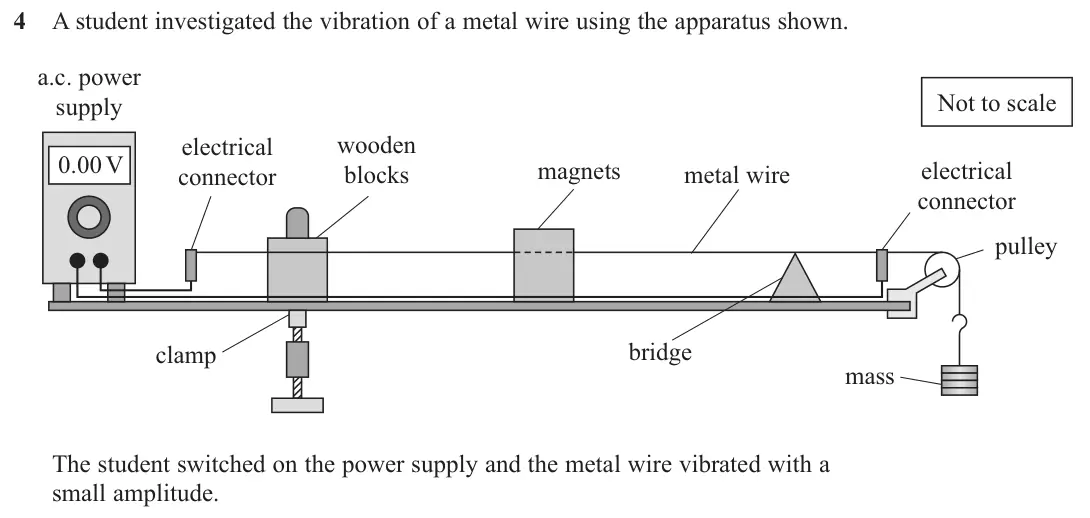 4 A student investigated the vibration of a metal wire using the apparatus shown.
a.c. power
supply
Not to scale
0.00 V
electrical
connector
wooden
blocks
magnets
metal wire
electrical
connector
pulley
clamp
bridge
mass
The student switched on the power supply and the metal wire vibrated with a
small amplitude.